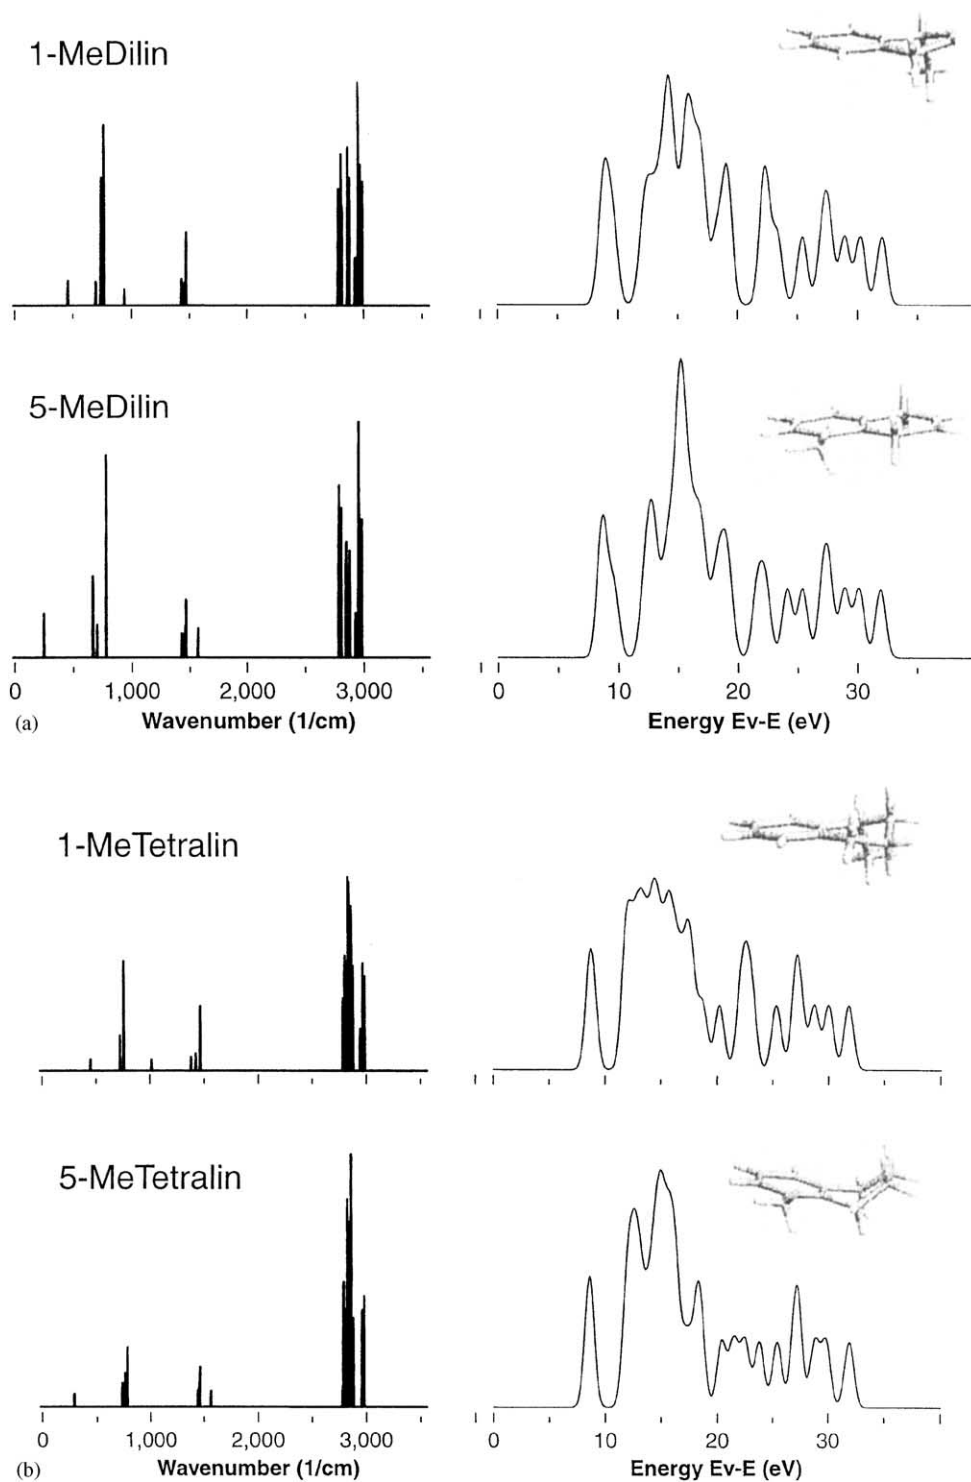 1-MeDilin
5-MeDilin
0 1,000 2,000 3,000 0 10 20 30
(a) Wavenumber (1/cm) Energy Ev-E (eV)
1-MeTetralin
5-MeTetralin
0 1,000 2,000 3,000 0 10 20 30
(b) Wavenumber (1/cm) Energy Ev-E (eV)